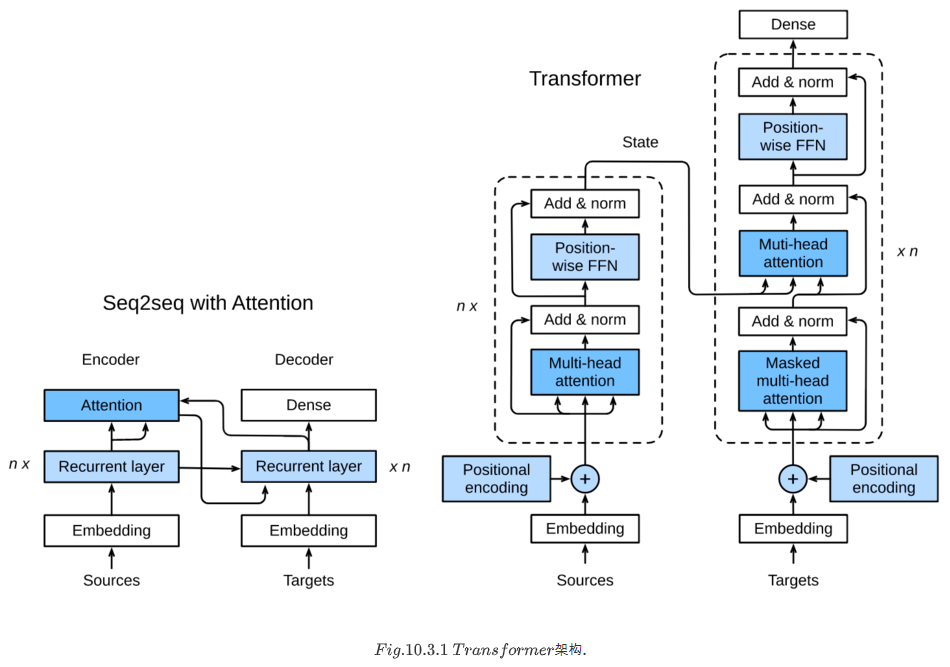 Seq2seq with Attention
Encoder
Decoder
Attention
Dense
n x
Recurrent layer
Recurrent layer
x n
Embedding
Embedding
Sources
Targets
Transformer
State
n x
Add & norm
Position-
wise FFN
Add & norm
Multi-head
attention
Positional
encoding
+
Embedding
Sources
Dense
Add & norm
Position-
wise FFN
Add & norm
Muti-head
attention
x n
Add & norm
Masked
multi-head
attention
+
Positional
encoding
Embedding
Targets
Fig.10.3.1 Transformer架构.